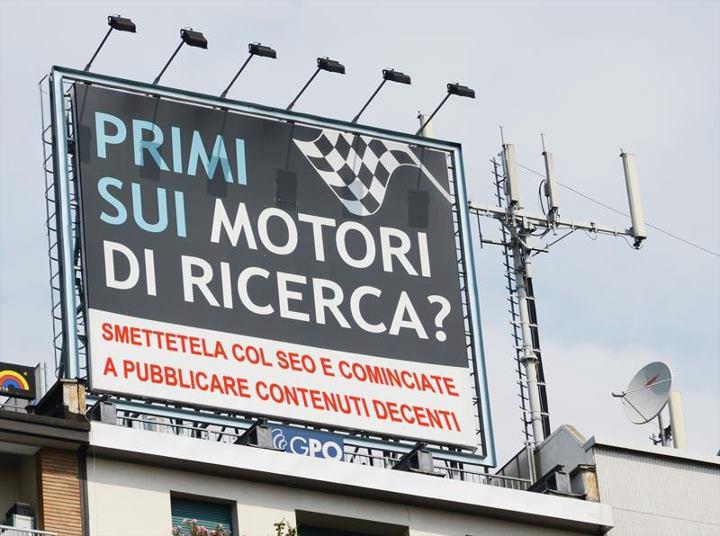 PRIMI
SUI MOTORI
DI RICERCA?
SMETTETELA COL SEO E COMINCIATE
A PUBBLICARE CONTENUTI DECENTI
GPO